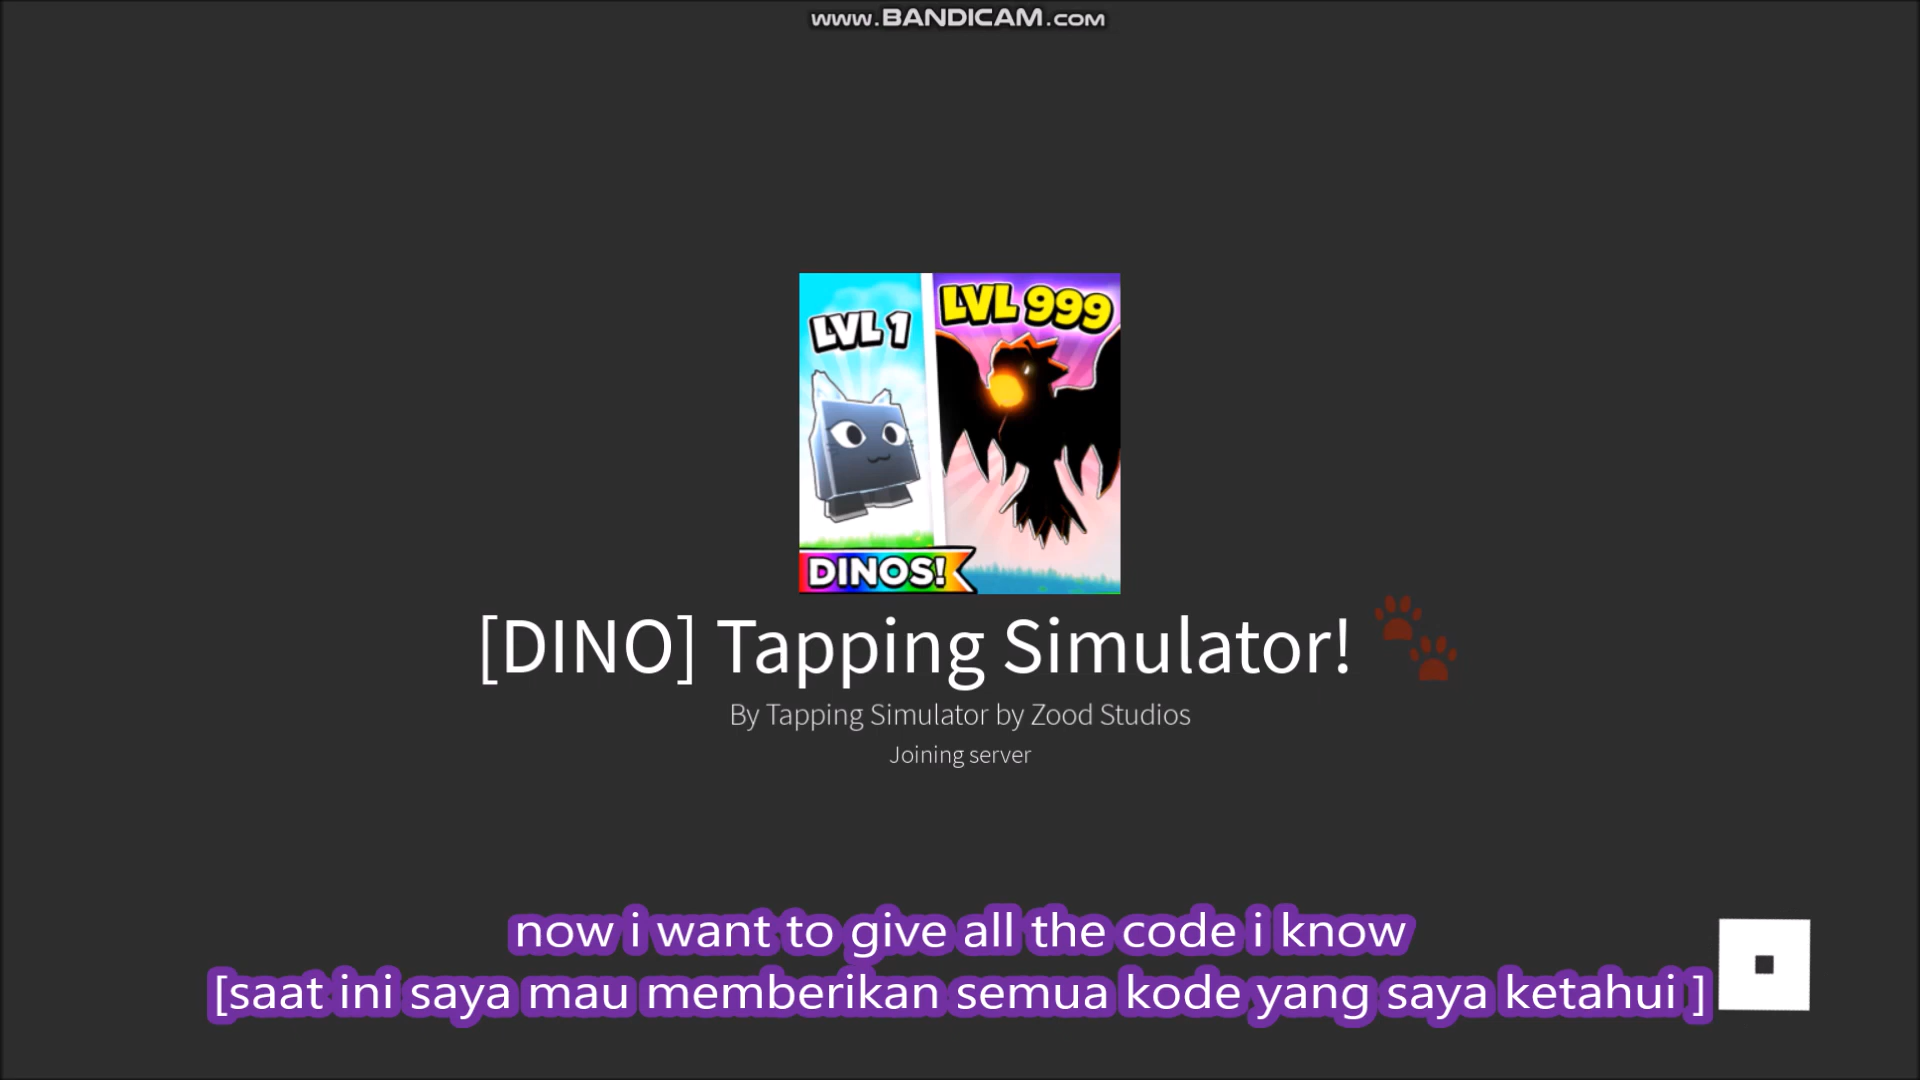 www.BANDICAM.com
LVL 1
LVL 999
DINOS!
[DINO] Tapping Simulator!
By Tapping Simulator by Zood Studios
Joining server
now i want to give all the code i know
[saat ini saya mau memberikan semua kode yang saya ketahui ]